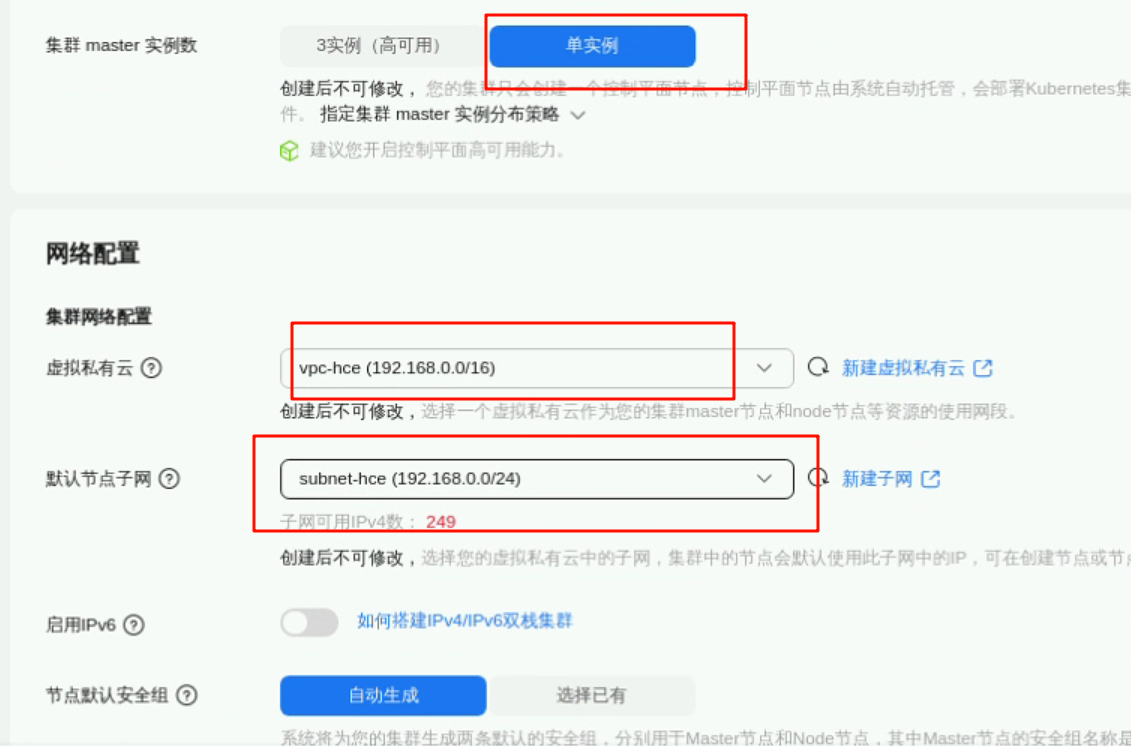 集群 master 实例数
3实例（高可用） 单实例
创建后不可修改，您的集群只会创建一个控制平面节点，控制平面节点由系统自动托管，会部署Kubernetes集
件。 指定集群 master 实例分布策略
建议您开启控制平面高可用能力。
网络配置
集群网络配置
虚拟私有云 ? vpc-hce (192.168.0.0/16) 新建虚拟私有云
创建后不可修改，选择一个虚拟私有云作为您的集群master节点和node节点等资源的使用网段。
默认节点子网 ? subnet-hce (192.168.0.0/24) 新建子网
子网可用IPv4数： 249
创建后不可修改，选择您的虚拟私有云中的子网，集群中的节点会默认使用此子网中的IP，可在创建节点或节
启用IPv6 ? 如何搭建IPv4/IPv6双栈集群
节点默认安全组 ? 自动生成 选择已有
系统将为您的集群生成两条默认的安全组，分别用于Master节点和Node节点，其中Master节点的安全组名称是